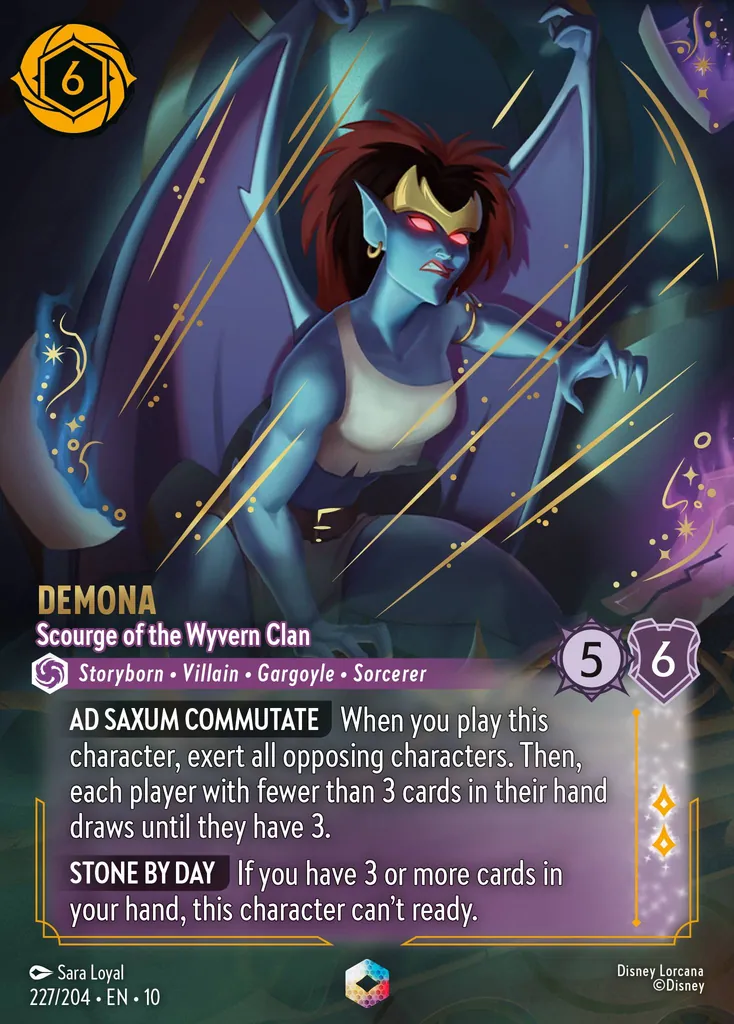 6
DEMONA
Scourge of the Wyvern Clan
Storyborn • Villain • Gargoyle • Sorcerer
5
6
AD SAXUM COMMUTATE When you play this
character, exert all opposing characters. Then,
each player with fewer than 3 cards in their hand
draws until they have 3.
STONE BY DAY If you have 3 or more cards in
your hand, this character can't ready.
Sara Loyal
227/204 • EN • 10
Disney Lorcana
©Disney